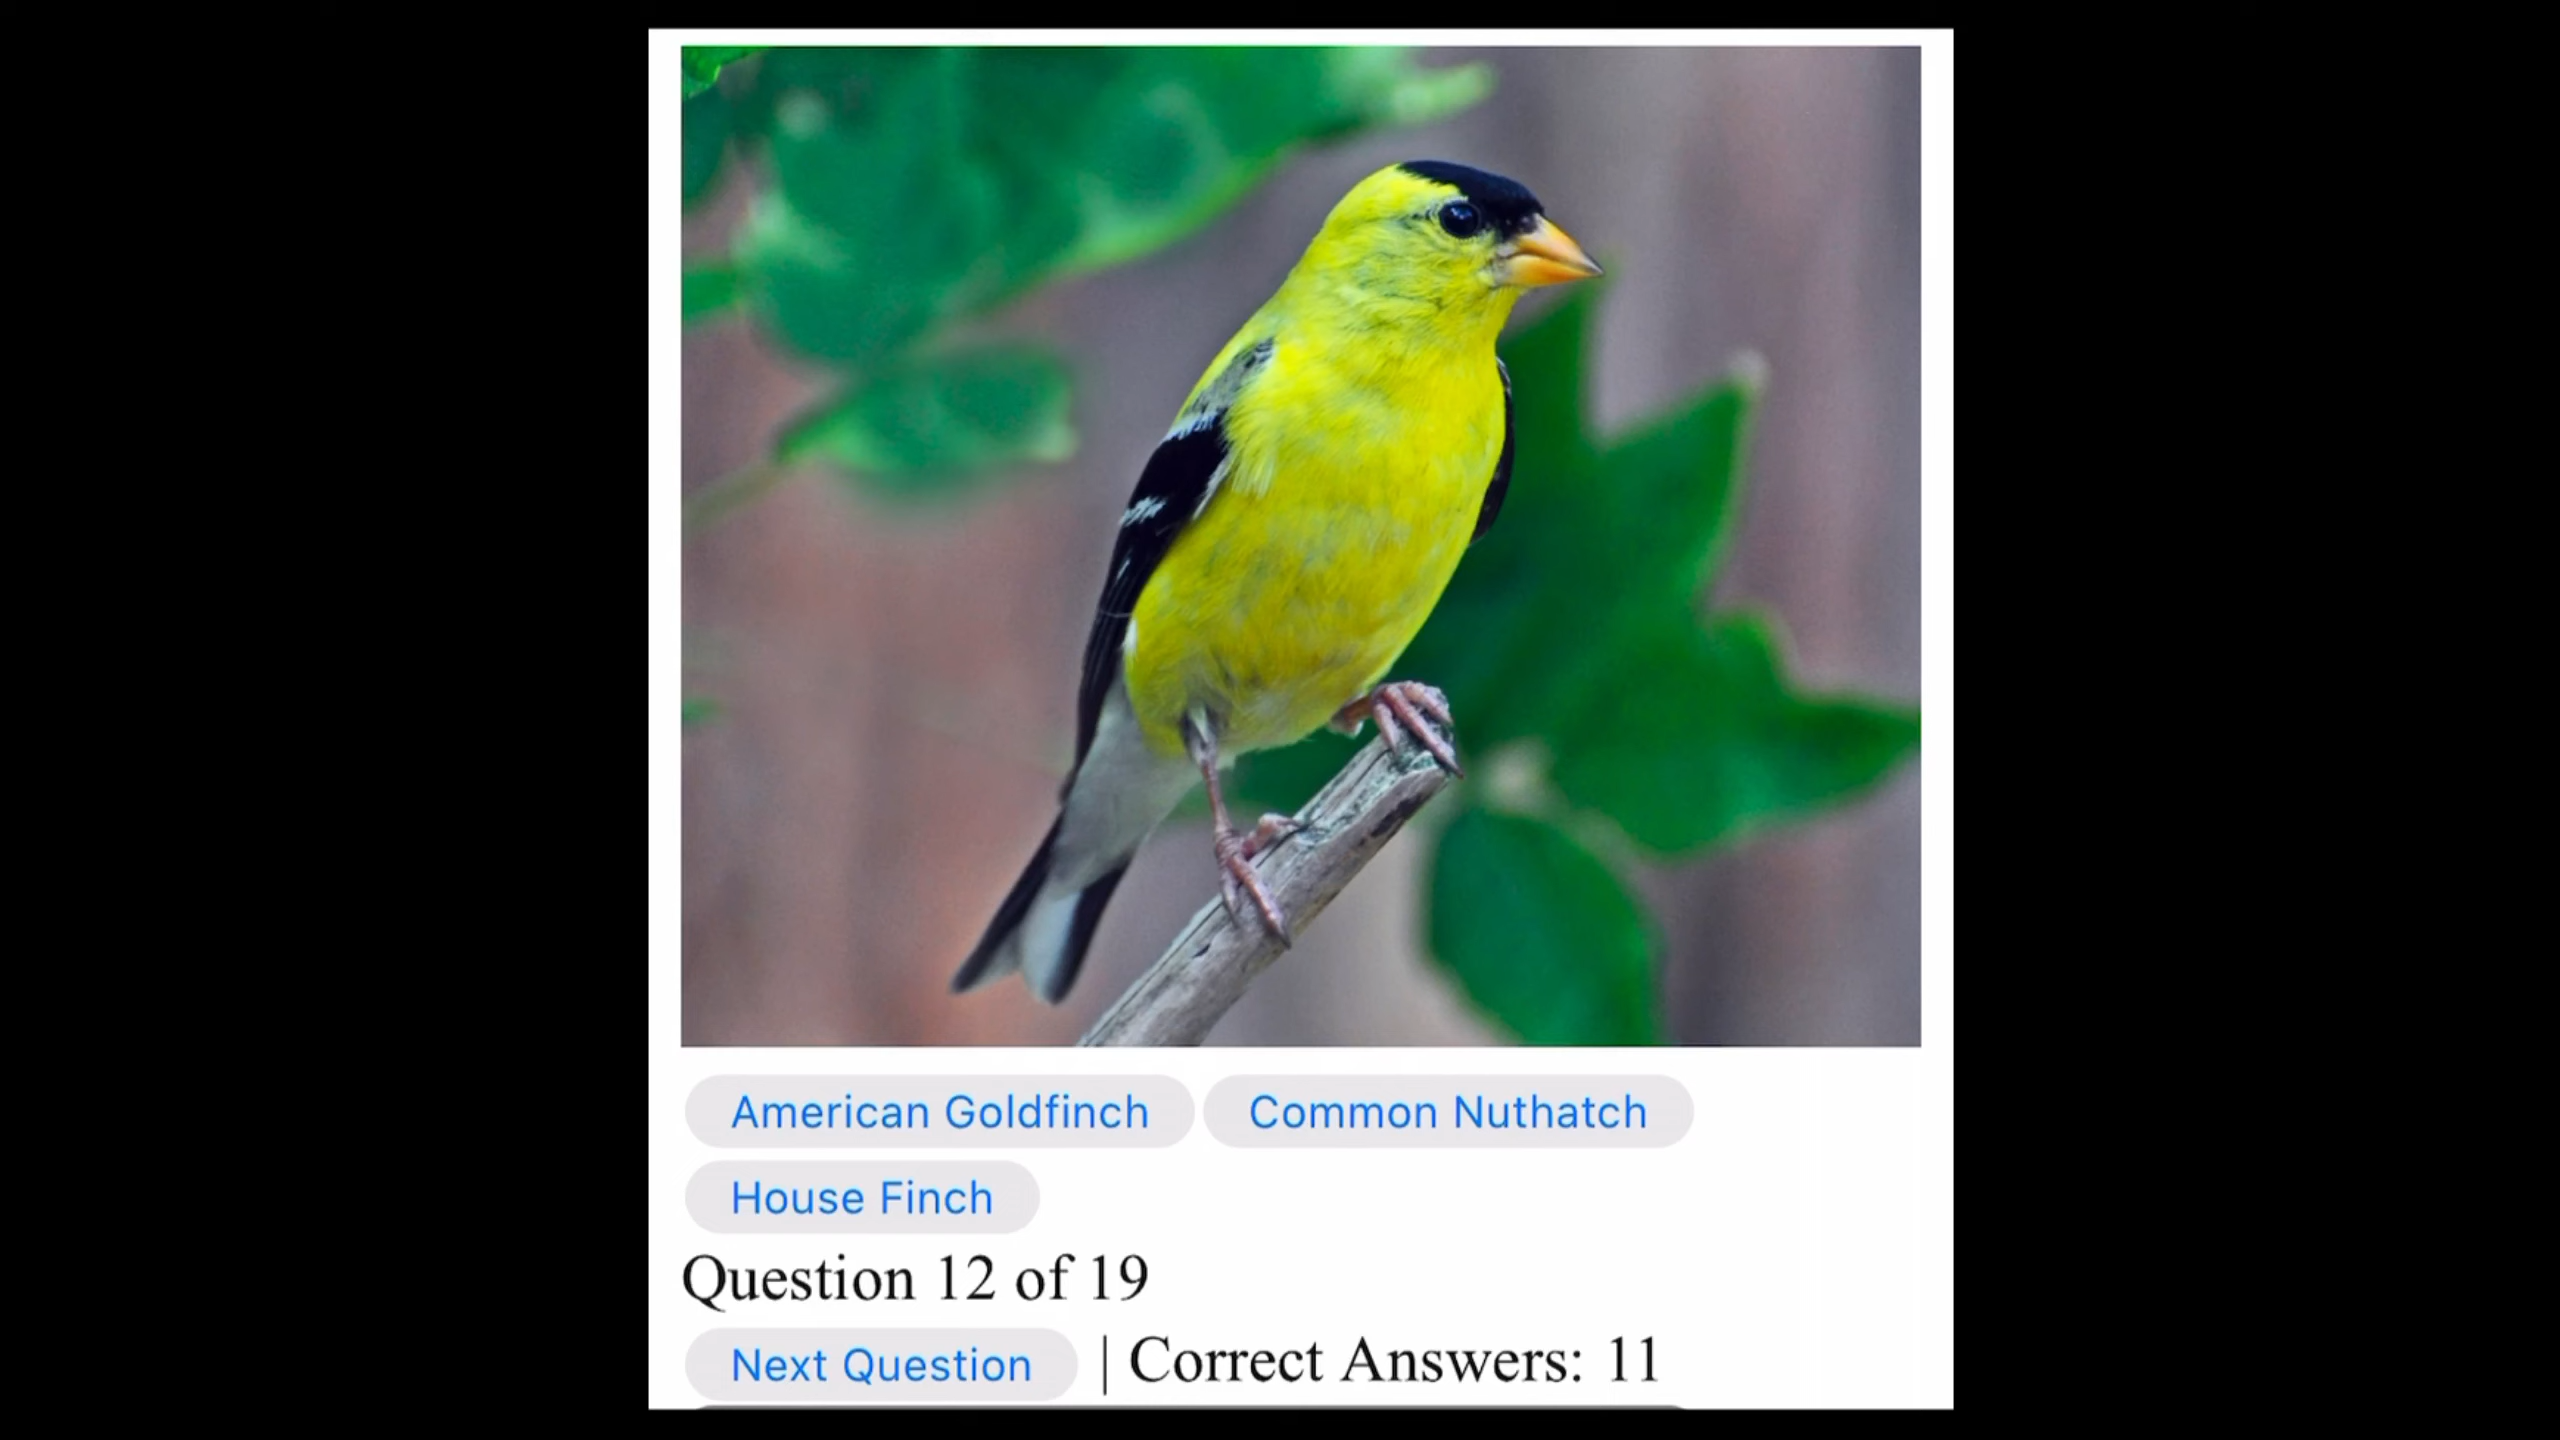 American Goldfinch Common Nuthatch
House Finch
Question 12 of 19
Next Question | Correct Answers: 11